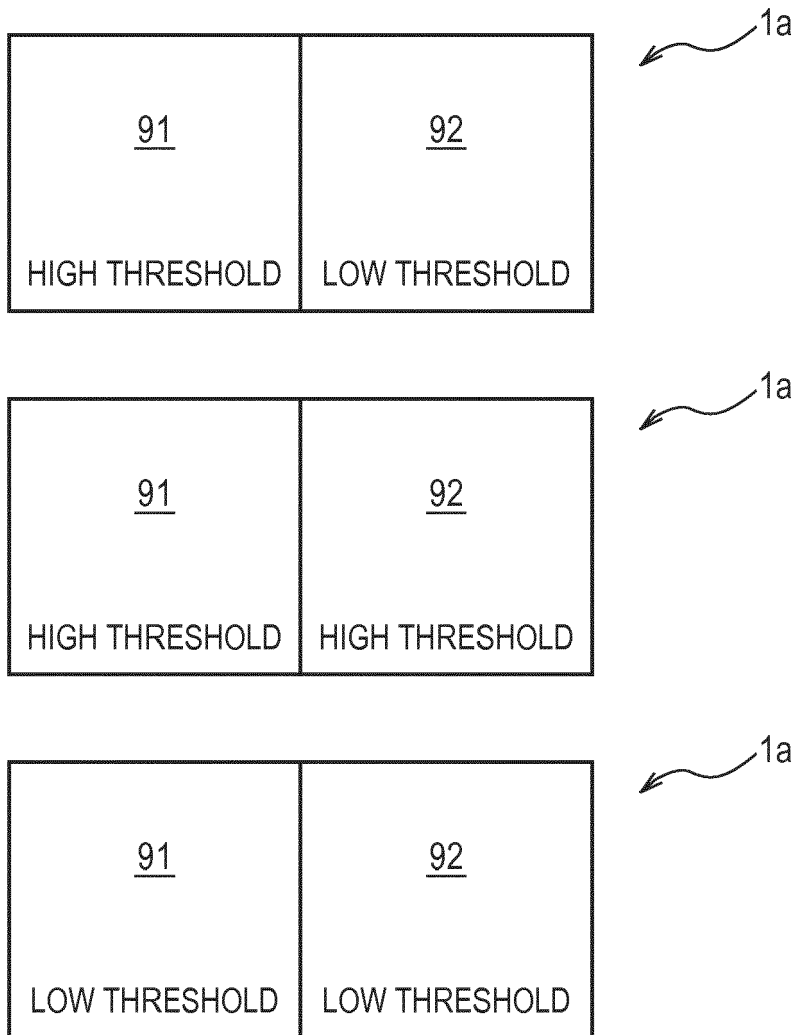 1a
91 92
HIGH THRESHOLD LOW THRESHOLD
1a
91 92
HIGH THRESHOLD HIGH THRESHOLD
1a
91 92
LOW THRESHOLD LOW THRESHOLD